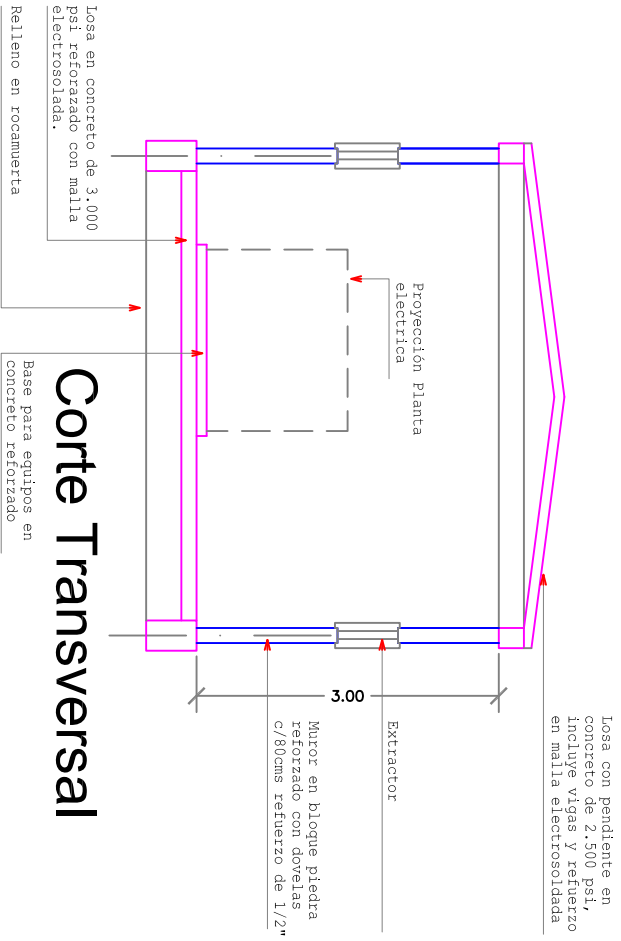 Losa con pendiente en
concreto de 2.500 psi,
incluye vigas y refuerzo
en malla electrosoldada
Proyección Planta
electrica
Extractor
3.00
Muror en bloque piedra
reforzado con dovelas
c/80cms refuerzo de 1/2"
Losa en concreto de 3.000
psi reforazado con malla
electrosolada.
Relleno en rocamuerta
Base para equipos en
concreto reforzado
Corte Transversal